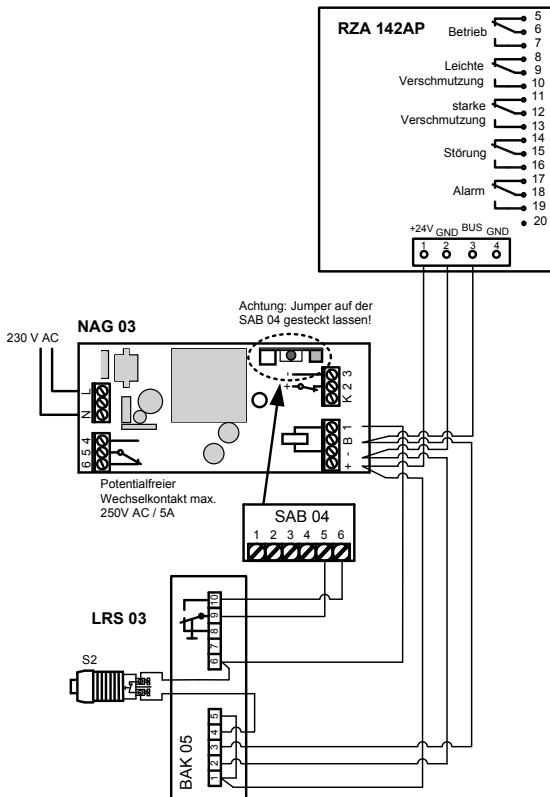 RZA 142AP
Betrieb
5
6
7
Leichte
Verschmutzung
8
9
10
starke
Verschmutzung
11
12
13
Störung
14
15
16
Alarm
17
18
19
20
+24V GND BUS GND
1 2 3 4
Achtung: Jumper auf der
SAB 04 gesteckt lassen!
NAG 03
230 V AC
L
N
6 5 4
- +
K 2 3
+ - B 1
Potentialfreier
Wechselkontakt max.
250V AC / 5A
SAB 04
1 2 3 4 5 6
LRS 03
10
9
8
7
6
S2
BAK 05
5
4
3
2
1